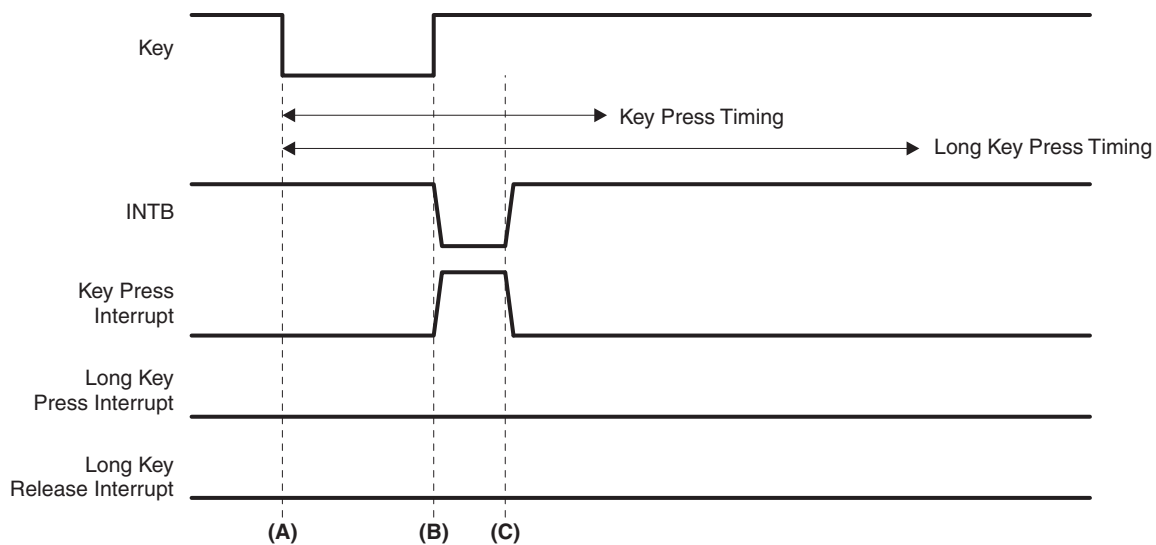 Key
Key Press Timing
Long Key Press Timing
INTB
Key Press
Interrupt
Long Key
Press Interrupt
Long Key
Release Interrupt
(A) (B) (C)